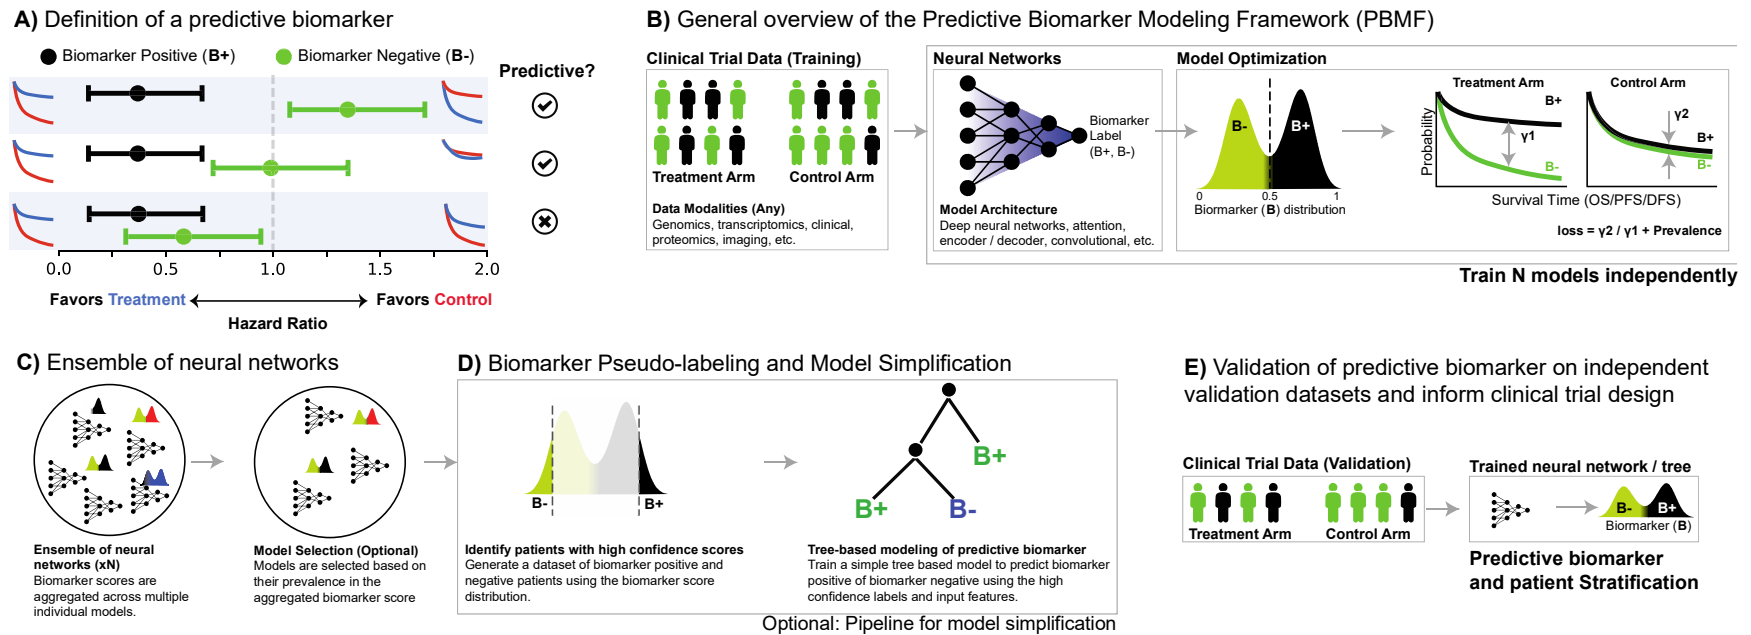 A) Definition of a predictive biomarker
Biomarker Positive (B+)
Biomarker Negative (B-)
Predictive?
0.0
0.5
1.0
1.5
2.0
Favors Treatment
Favors Control
Hazard Ratio
B) General overview of the Predictive Biomarker Modeling Framework (PBMF)
Clinical Trial Data (Training)
Treatment Arm
Control Arm
Data Modalities (Any)
Genomics, transcriptomics, clinical,
proteomics, imaging, etc.
Neural Networks
Biomarker
Label
(B+, B-)
Model Architecture
Deep neural networks, attention,
encoder / decoder, convolutional, etc.
Model Optimization
B-
B+
0
0.5
1
Biomarker (B) distribution
Treatment Arm
Control Arm
Probability
B+
γ1
B-
γ2
B+
B-
Survival Time (OS/PFS/DFS)
loss = γ2 / γ1 + Prevalence
Train N models independently
C) Ensemble of neural networks
Ensemble of neural
networks (xN)
Biomarker scores are
aggregated across multiple
individual models.
Model Selection (Optional)
Models are selected based on
their prevalence in the
aggregated biomarker score
D) Biomarker Pseudo-labeling and Model Simplification
B-
B+
Identify patients with high confidence scores
Generate a dataset of biomarker positive and
negative patients using the biomarker score
distribution.
B+
B+
B-
Tree-based modeling of predictive biomarker
Train a simple tree based model to predict biomarker
positive of biomarker negative using the high
confidence labels and input features.
Optional: Pipeline for model simplification
E) Validation of predictive biomarker on independent
validation datasets and inform clinical trial design
Clinical Trial Data (Validation)
Treatment Arm
Control Arm
Trained neural network / tree
B-
B+
Biomarker (B)
Predictive biomarker
and patient Stratification